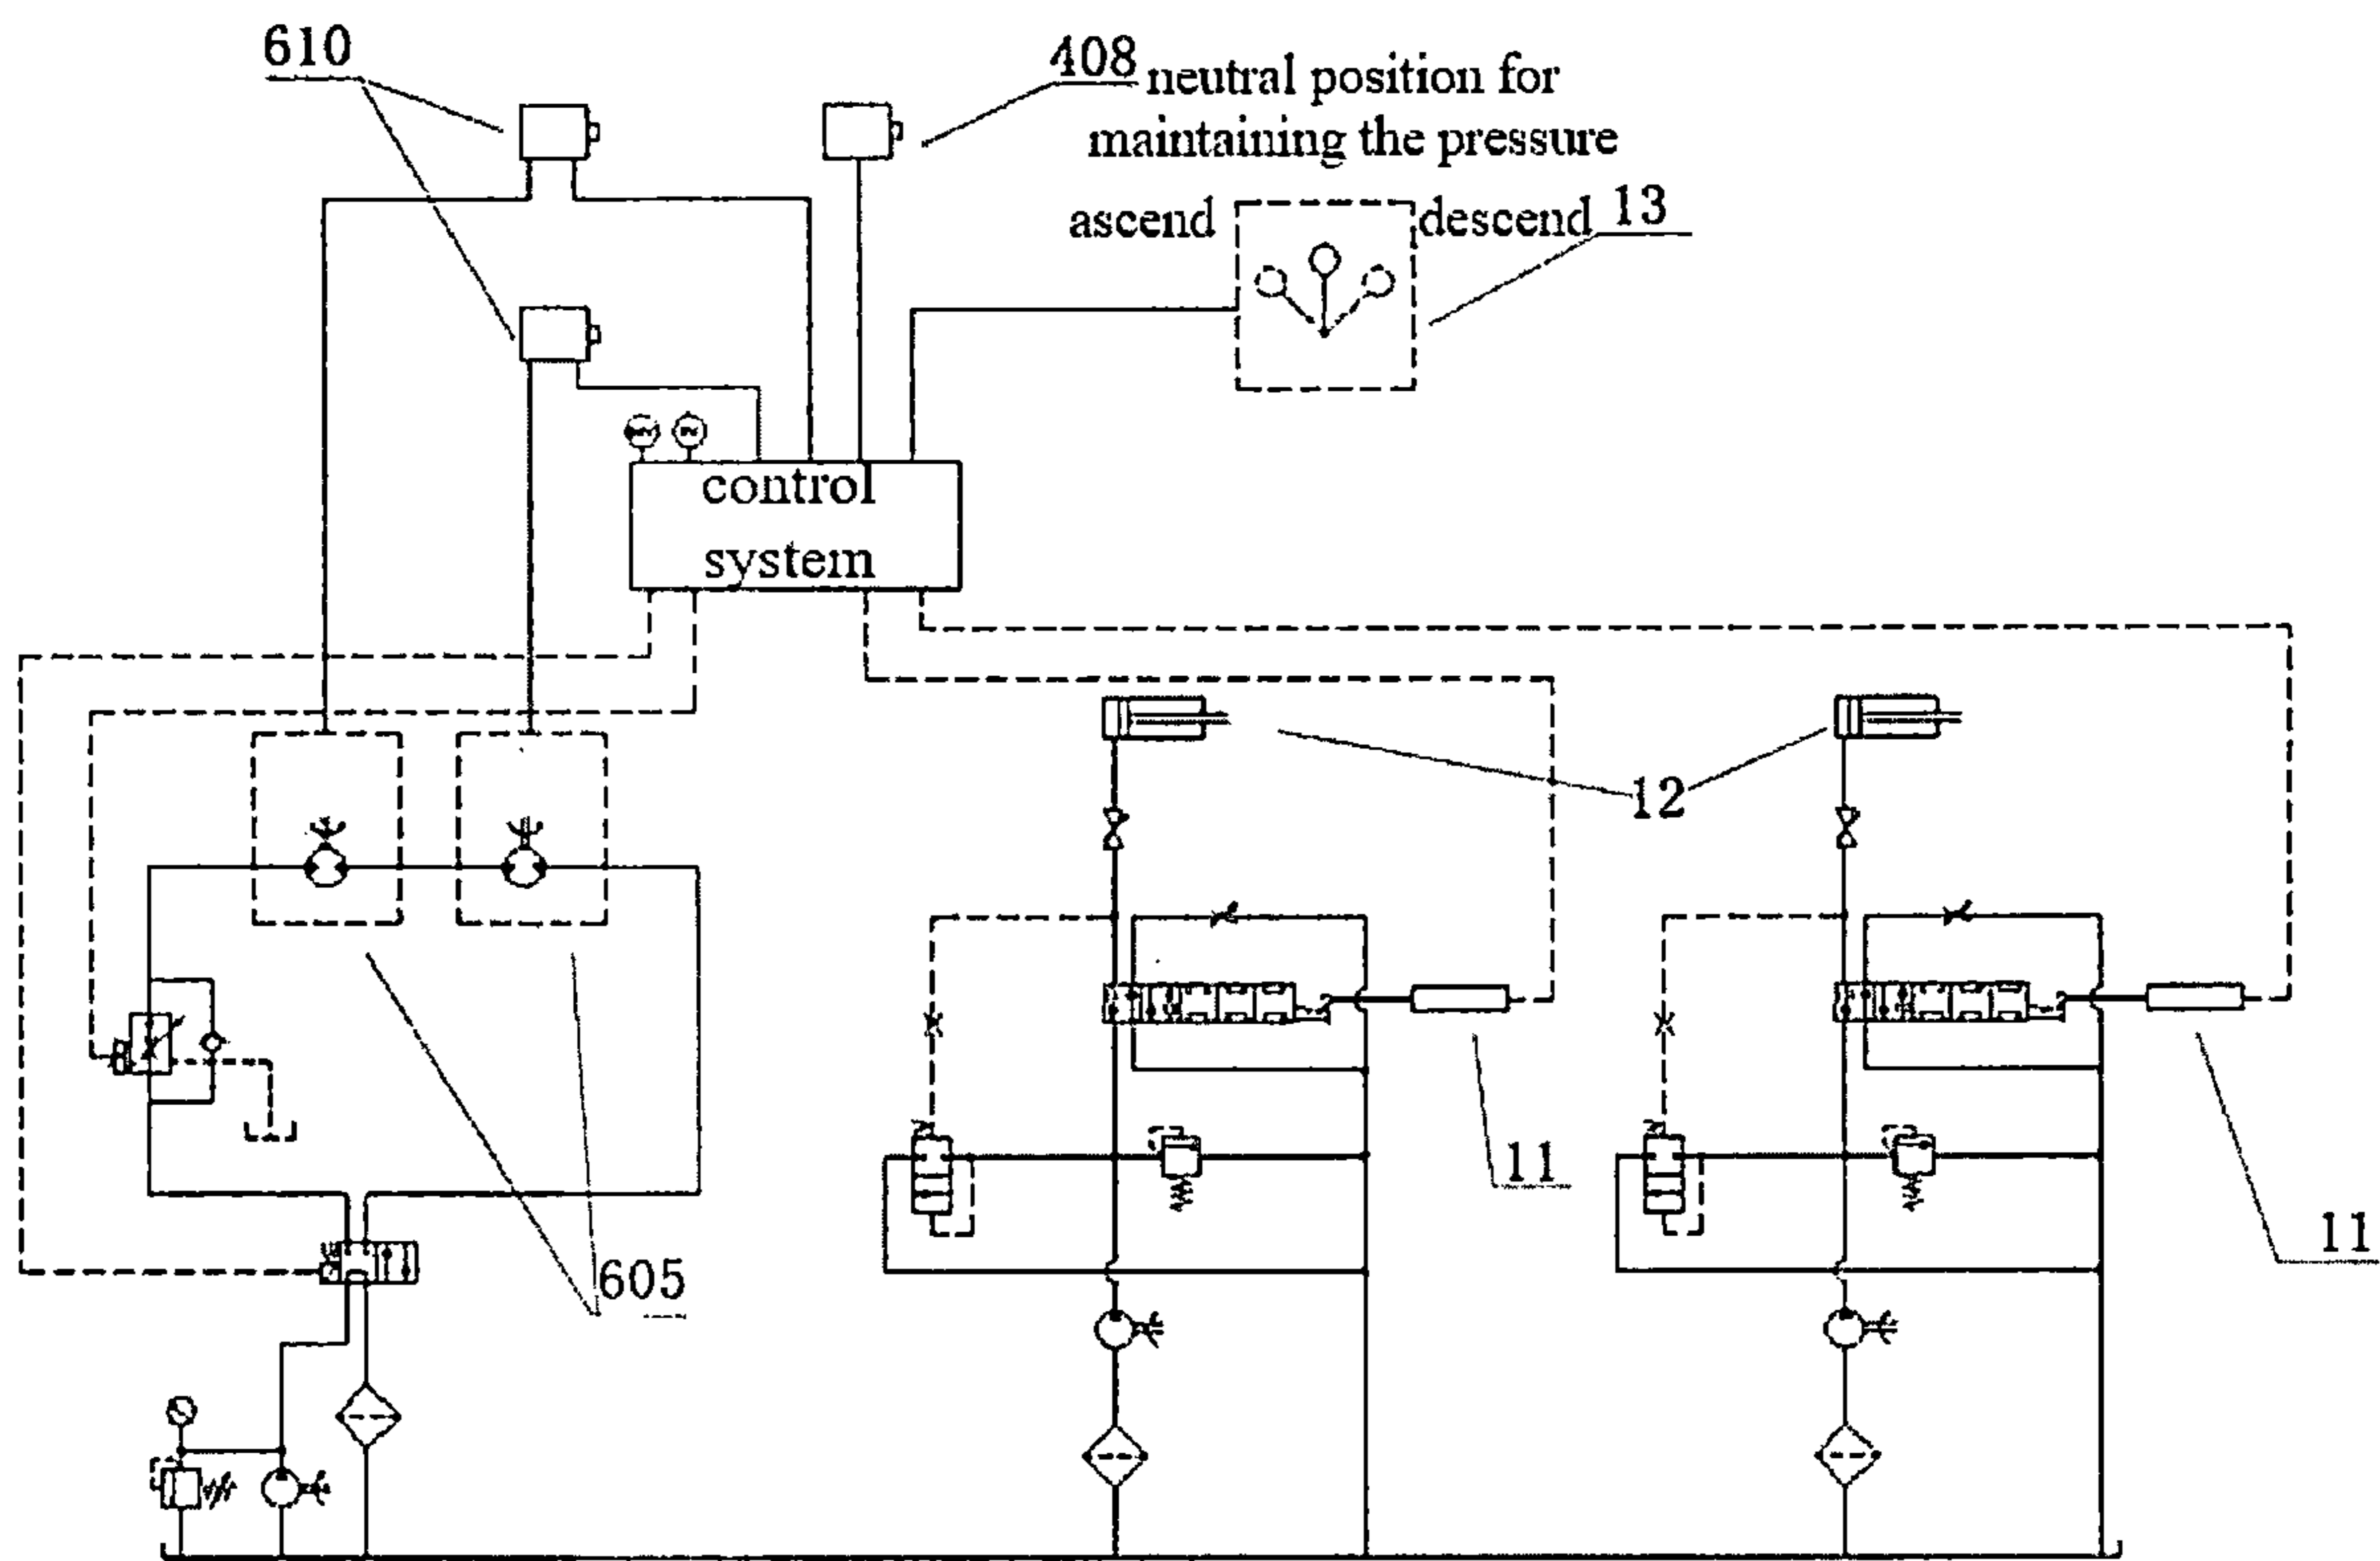 610
408
neutral position for
maintaining the pressure
ascend
descend
13
control
system
12
11
11
605